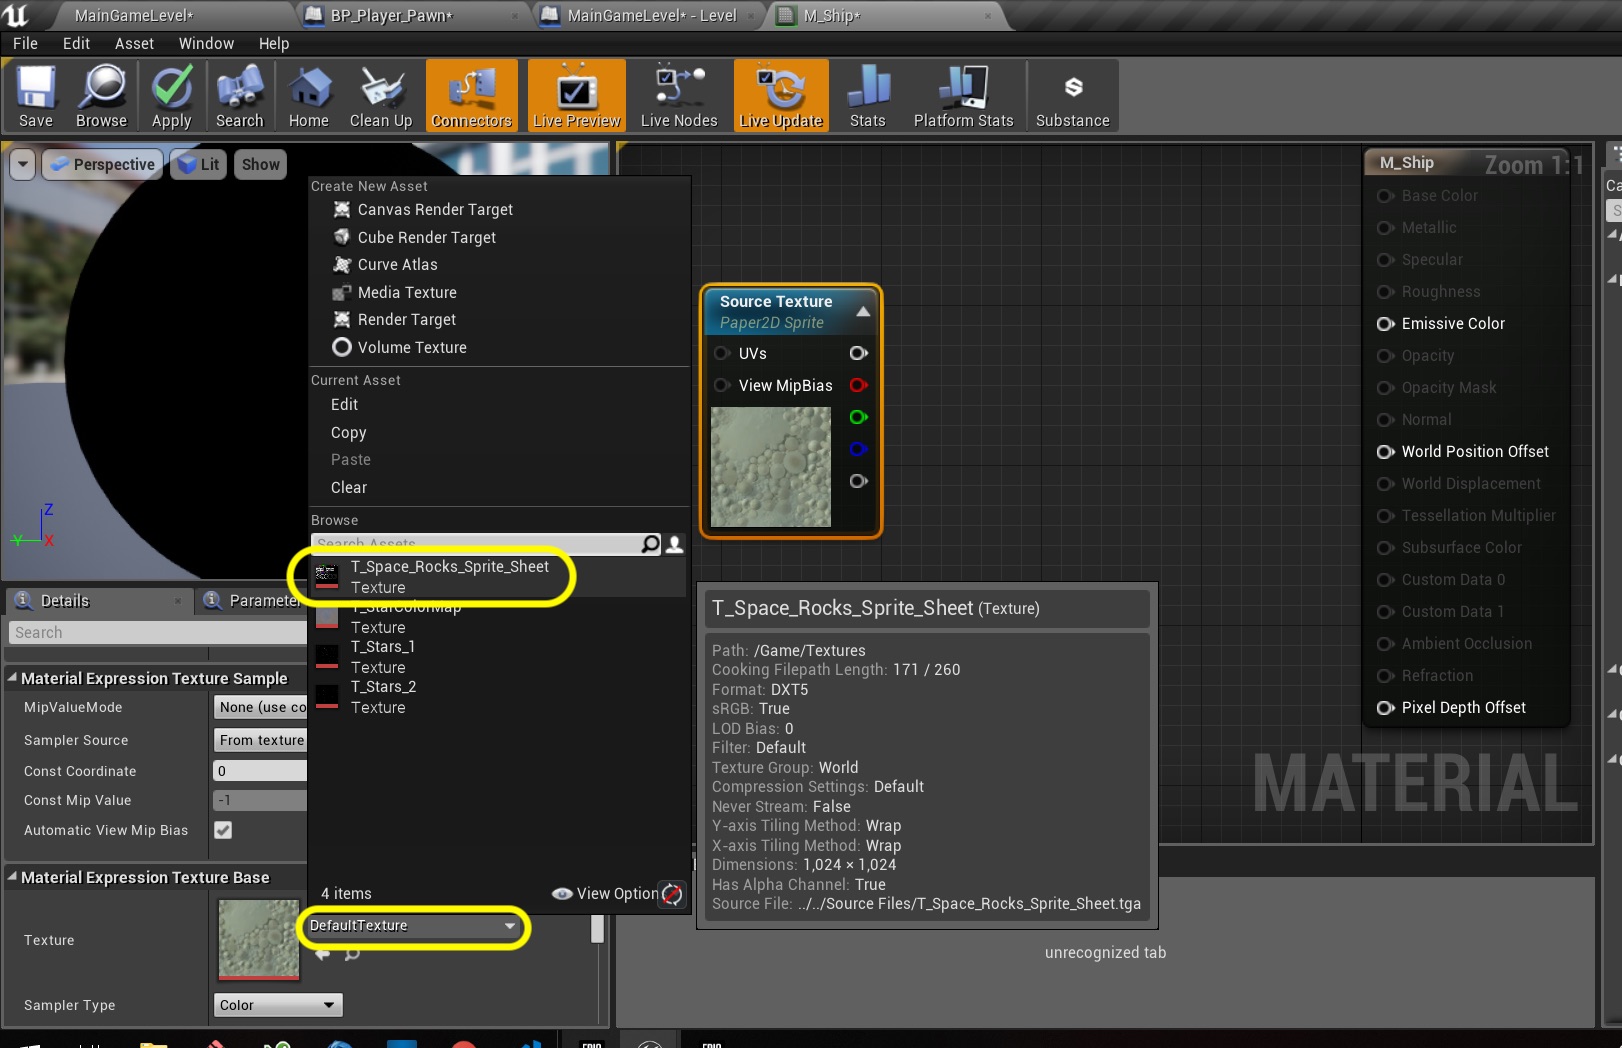 MainGameLevel*
BP_Player_Pawn*
MainGameLevel* - Level
M_Ship*
File Edit Asset Window Help
Save Browse Apply Search Home Clean Up Connectors Live Preview Live Nodes Live Update Stats Platform Stats Substance
Perspective Lit Show
Z
Y
X
Create New Asset
Canvas Render Target
Cube Render Target
Curve Atlas
Media Texture
Render Target
Volume Texture
Current Asset
Edit
Copy
Paste
Clear
Browse
Search Assets
T_Space_Rocks_Sprite_Sheet
Texture
T_StarColorMap
Texture
T_Stars_1
Texture
T_Stars_2
Texture
4 items
View Option
Details
Parameter
Search
Material Expression Texture Sample
MipValueMode None (use co
Sampler Source From texture
Const Coordinate 0
Const Mip Value -1
Automatic View Mip Bias
Material Expression Texture Base
Texture
DefaultTexture
Sampler Type Color
Source Texture
Paper2D Sprite
UVs
View MipBias
T_Space_Rocks_Sprite_Sheet (Texture)
Path: /Game/Textures
Cooking Filepath Length: 171 / 260
Format: DXT5
sRGB: True
LOD Bias: 0
Filter: Default
Texture Group: World
Compression Settings: Default
Never Stream: False
Y-axis Tiling Method: Wrap
X-axis Tiling Method: Wrap
Dimensions: 1,024 × 1,024
Has Alpha Channel: True
Source File: ../../Source Files/T_Space_Rocks_Sprite_Sheet.tga
unrecognized tab
M_Ship
Zoom 1:1
Base Color
Metallic
Specular
Roughness
Emissive Color
Opacity
Opacity Mask
Normal
World Position Offset
World Displacement
Tessellation Multiplier
Subsurface Color
Custom Data 0
Custom Data 1
Ambient Occlusion
Refraction
Pixel Depth Offset
MATERIAL
Ca